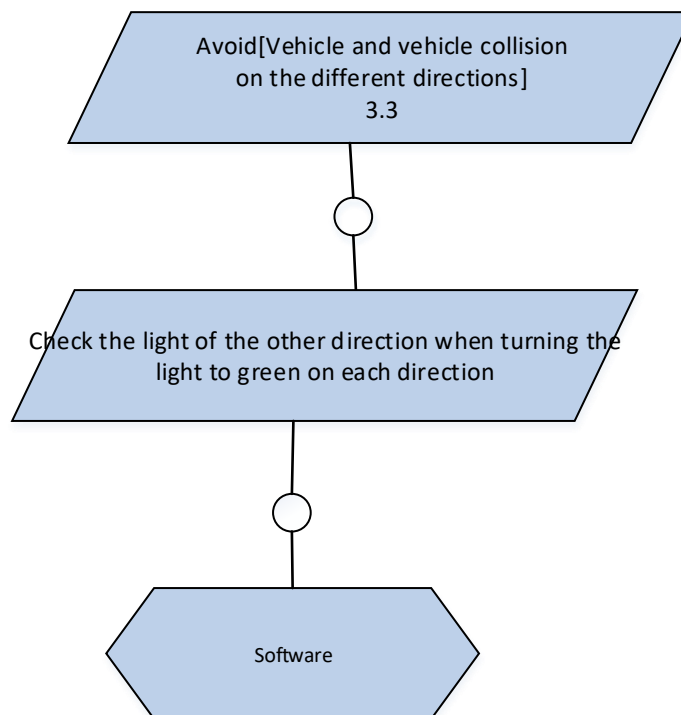 Avoid[Vehicle and vehicle collision
on the different directions]
3.3
Check the light of the other direction when turning the
light to green on each direction
Software